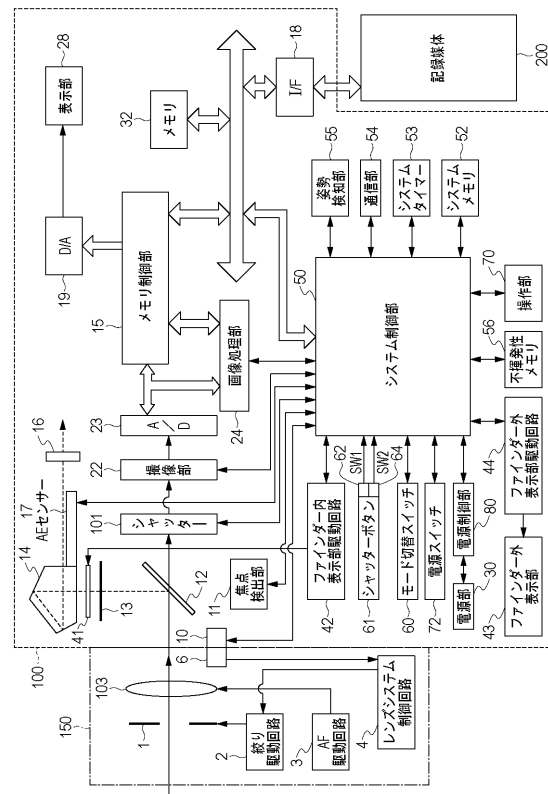 28
表示部
D/A
19
32
メモリ
18
I/F
記録媒体
200
15
メモリ制御部
16
17
AEセンサー
14
23
A/D
22
撮像部
101
シャッター
24
画像処理部
55
姿勢
検知部
54
通信部
53
システム
タイマー
52
システム
メモリ
50
システム制御部
70
操作部
56
不揮発性
メモリ
44
ファインダー外
表示部駆動回路
43
ファインダー外
表示部
80
電源制御部
30
電源部
72
電源スイッチ
60
モード切替スイッチ
61
シャッターボタン
62
SW1
64
SW2
42
ファインダー内
表示部駆動回路
11
焦点
検出部
12
13
41
100
10
6
103
150
1
2
絞り
駆動回路
3
AF
駆動回路
4
レンズシステム
制御回路